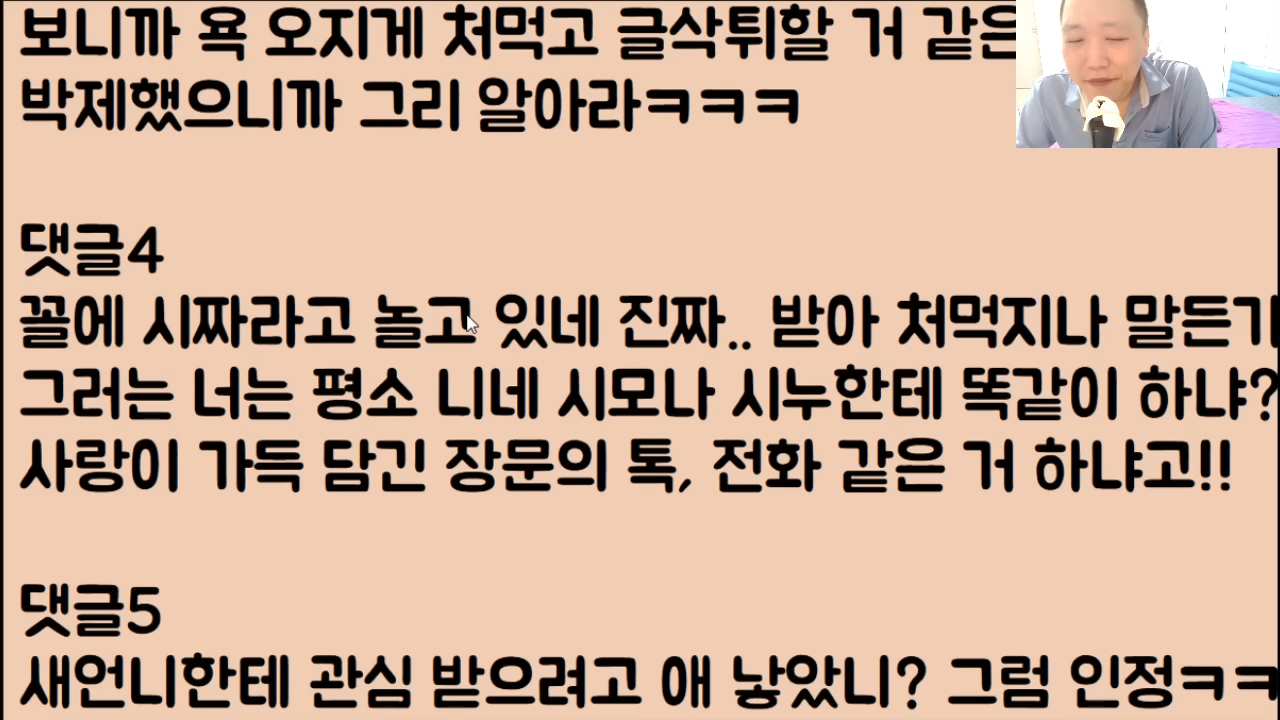 보니까 욕 오지게 처먹고 글삭튀할 거 같은
박제했으니까 그리 알아라ㅋㅋㅋ
댓글4
꼴에 시짜라고 놀고 있네 진짜.. 받아 처먹지나 말든가
그러는 너는 평소 니네 시모나 시누한테 똑같이 하냐?
사랑이 가득 담긴 장문의 톡, 전화 같은 거 하냐고!!
댓글5
새언니한테 관심 받으려고 애 낳았니? 그럼 인정ㅋㅋ